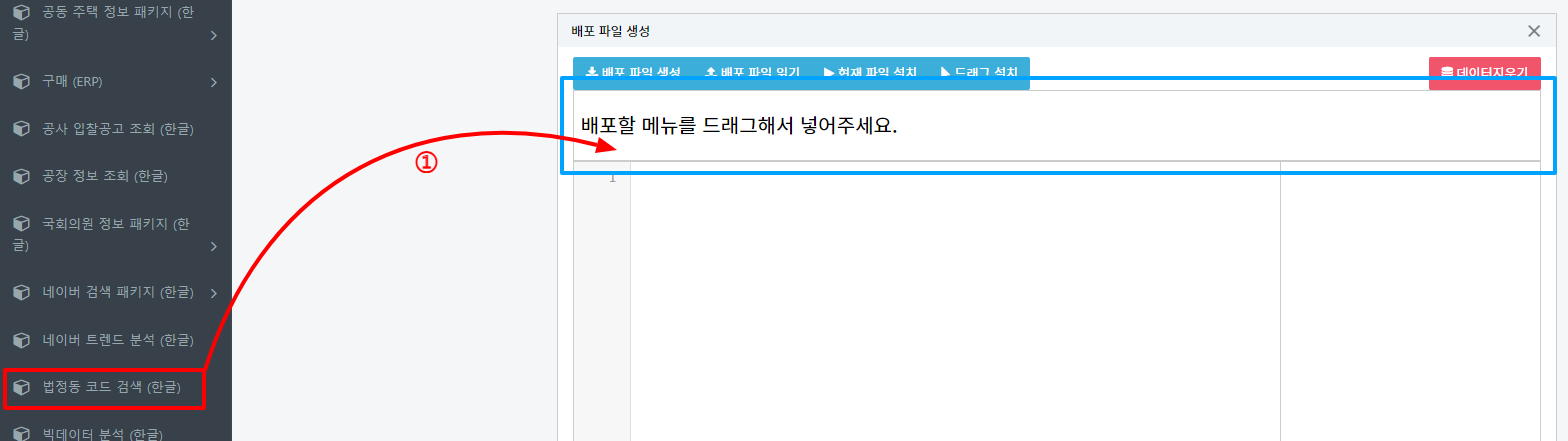 공동 주택 정보 패키지 (한
글)
구매 (ERP)
공사 입찰공고 조회 (한글)
공장 정보 조회 (한글)
국회의원 정보 패키지 (한
글)
네이버 검색 패키지 (한글)
네이버 트렌드 분석 (한글)
법정동 코드 검색 (한글)
빅데이터 분석 (한글)
①
배포 파일 생성
배포 파일 생성 배포 파일 읽기 현재 파일 설치 드래그 설치 데이터지우기
배포할 메뉴를 드래그해서 넣어주세요.
1